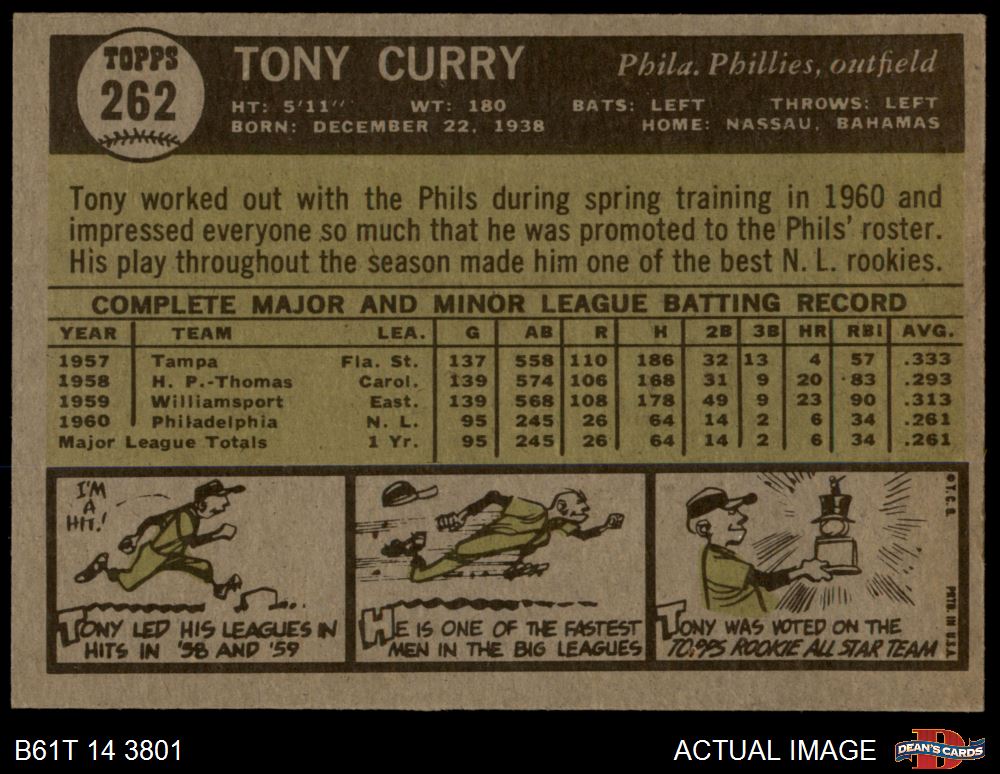 TOPPS
262
TONY CURRY
Phila. Phillies, outfield
HT: 5'11" WT: 180 BATS: LEFT THROWS: LEFT
BORN: DECEMBER 22, 1938 HOME: NASSAU, BAHAMAS
Tony worked out with the Phils during spring training in 1960 and
impressed everyone so much that he was promoted to the Phils' roster.
His play throughout the season made him one of the best N. L. rookies.
COMPLETE MAJOR AND MINOR LEAGUE BATTING RECORD
YEAR TEAM LEA. G AB R H 2B 3B HR RBI AVG.
1957 Tampa Fla. St. 137 558 110 186 32 13 4 57 .333
1958 H. P.-Thomas Carol. 139 574 106 168 31 9 20 83 .293
1959 Williamsport East. 139 568 108 178 49 9 23 90 .313
1960 Philadelphia N. L. 95 245 26 64 14 2 6 34 .261
Major League Totals 1 Yr. 95 245 26 64 14 2 6 34 .261
I'M
A
HIT!
TONY LED HIS LEAGUES IN
HITS IN '58 AND '59
HE IS ONE OF THE FASTEST
MEN IN THE BIG LEAGUES
TONY WAS VOTED ON THE
TOPPS ROOKIE ALL STAR TEAM
© T.C.G.
PRTD. IN U.S.A.
B61T 14 3801
ACTUAL IMAGE
D
DEAN'S CARDS